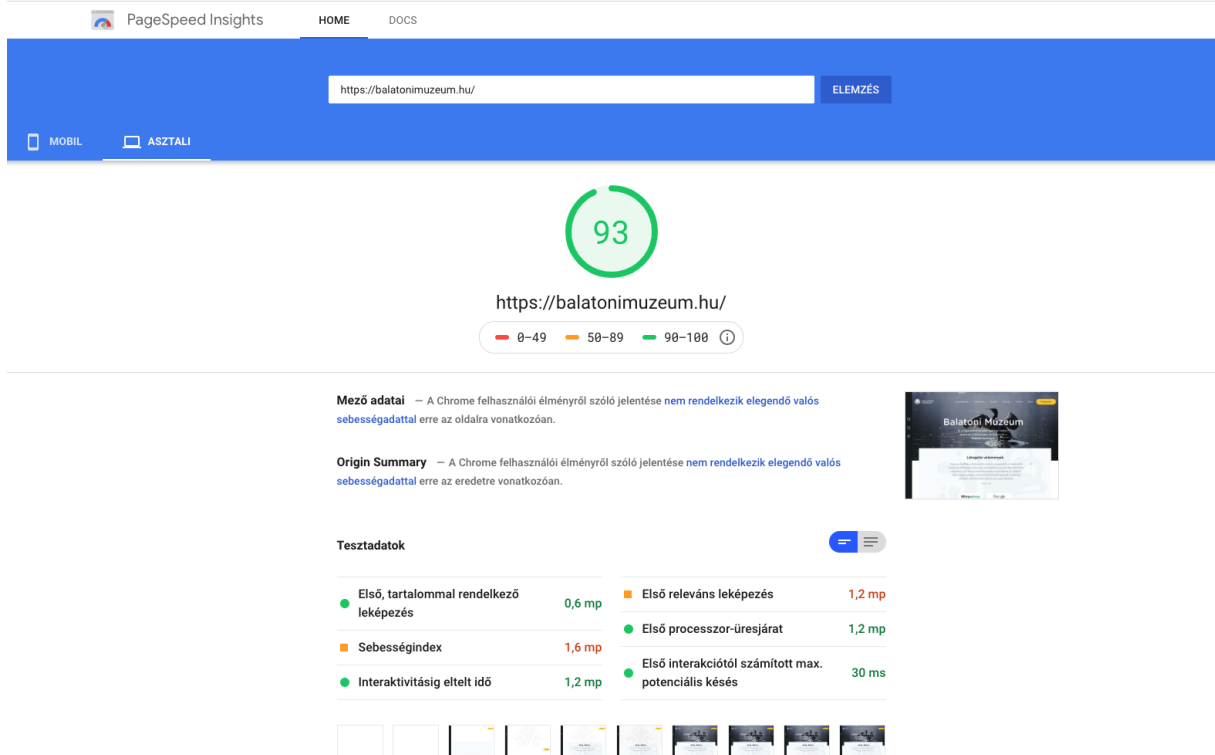 PageSpeed Insights
HOME
DOCS
https://balatonimuzeum.hu/
ELEMZÉS
MOBIL
ASZTALI
93
https://balatonimuzeum.hu/
0–49
50–89
90–100
Mező adatai — A Chrome felhasználói élményről szóló jelentése nem rendelkezik elegendő valós
sebességadattal erre az oldalra vonatkozóan.
Origin Summary — A Chrome felhasználói élményről szóló jelentése nem rendelkezik elegendő valós
sebességadattal erre az eredetre vonatkozóan.
Balatoni Múzeum
Tesztadatok
Első, tartalommal rendelkező
leképezés
0,6 mp
Sebességindex
1,6 mp
Interaktivitásig eltelt idő
1,2 mp
Első releváns leképezés
1,2 mp
Első processzor-üresjárat
1,2 mp
Első interakciótól számított max.
potenciális késés
30 ms